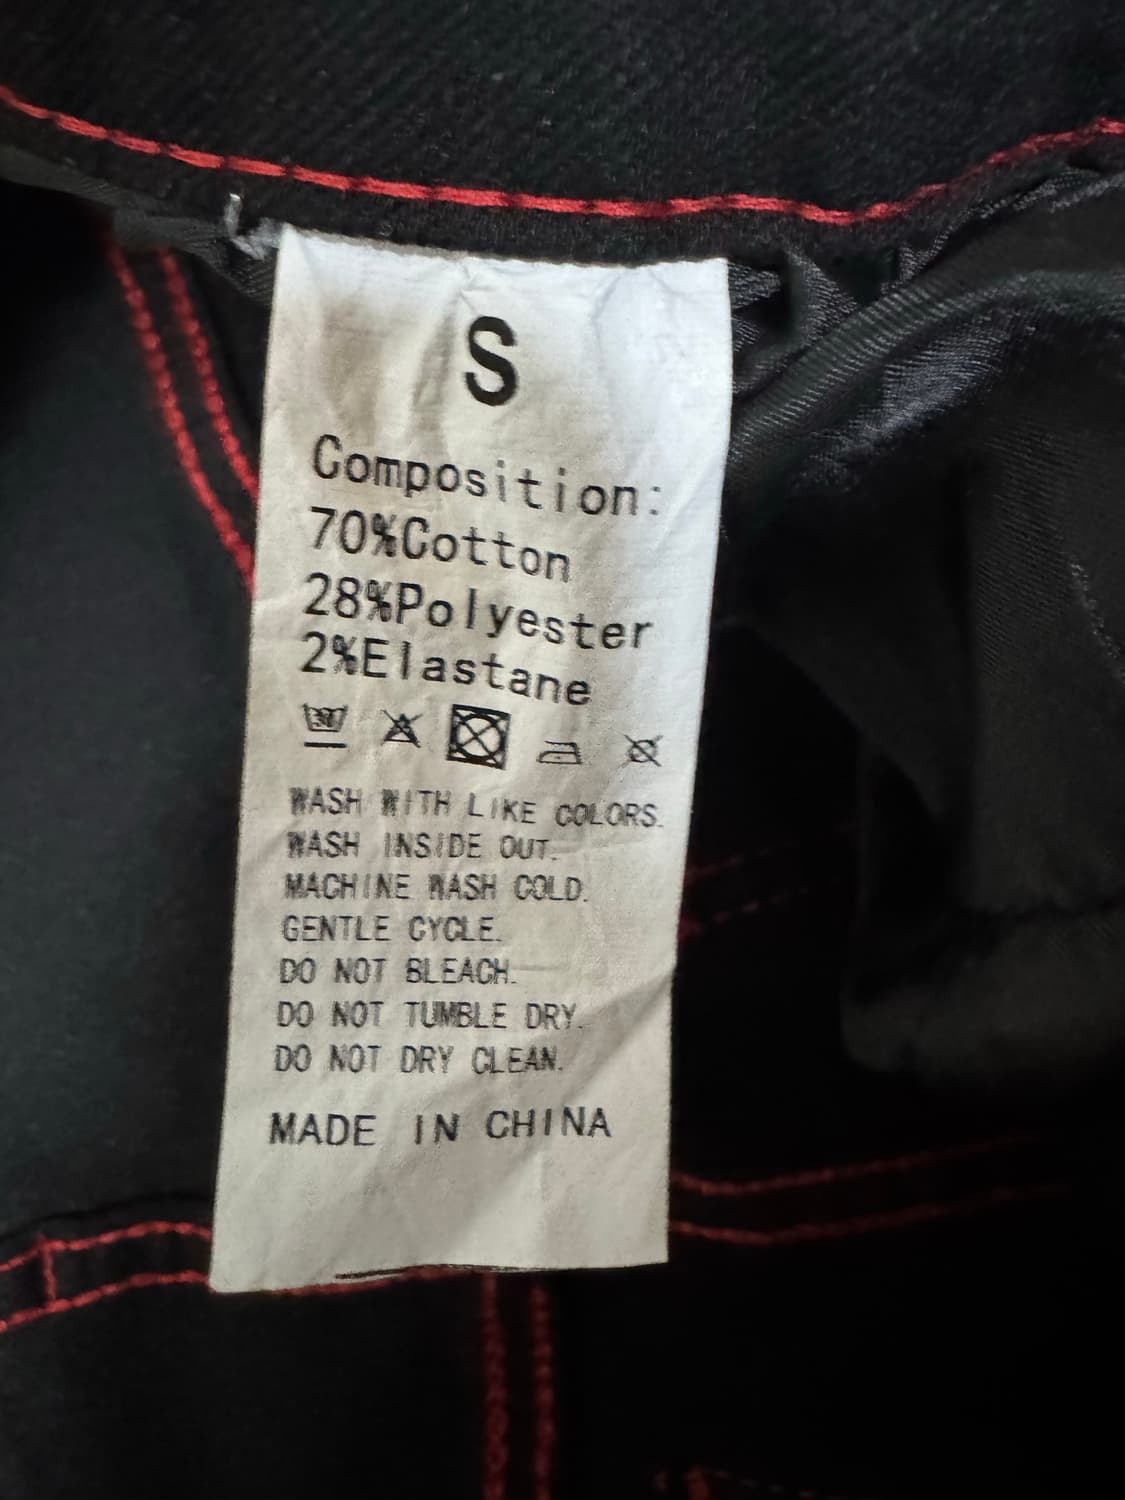 S
Composition:
70%Cotton
28%Polyester
2%Elastane
WASH WITH LIKE COLORS.
WASH INSIDE OUT.
MACHINE WASH COLD.
GENTLE CYCLE.
DO NOT BLEACH.
DO NOT TUMBLE DRY.
DO NOT DRY CLEAN.
MADE IN CHINA